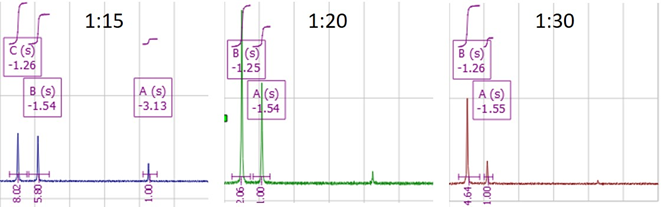 1:15
C (s)
-1.26
B (s)
-1.54
A (s)
-3.13
8.02
5.80
1.00
1:20
B (s)
-1.25
A (s)
-1.54
2.06
1.00
1:30
B (s)
-1.26
A (s)
-1.55
4.64
1.00